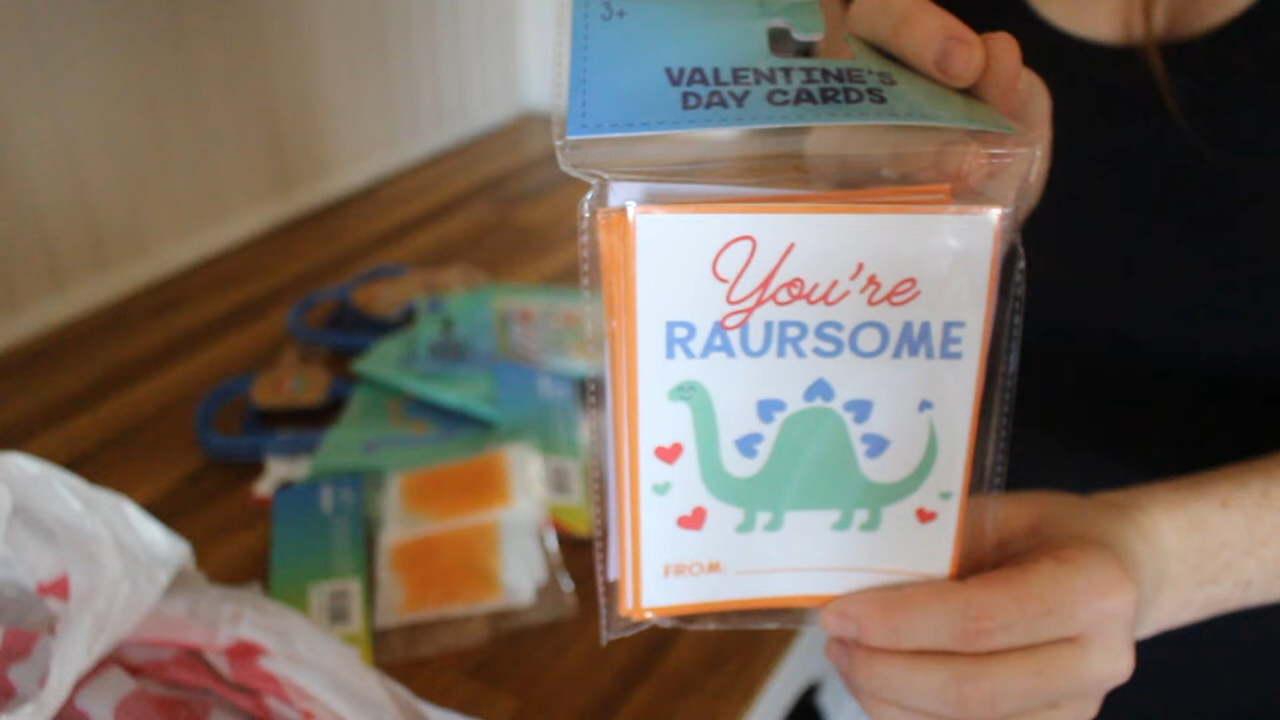 3+
VALENTINE'S
DAY CARDS
You're
RAURSOME
FROM: